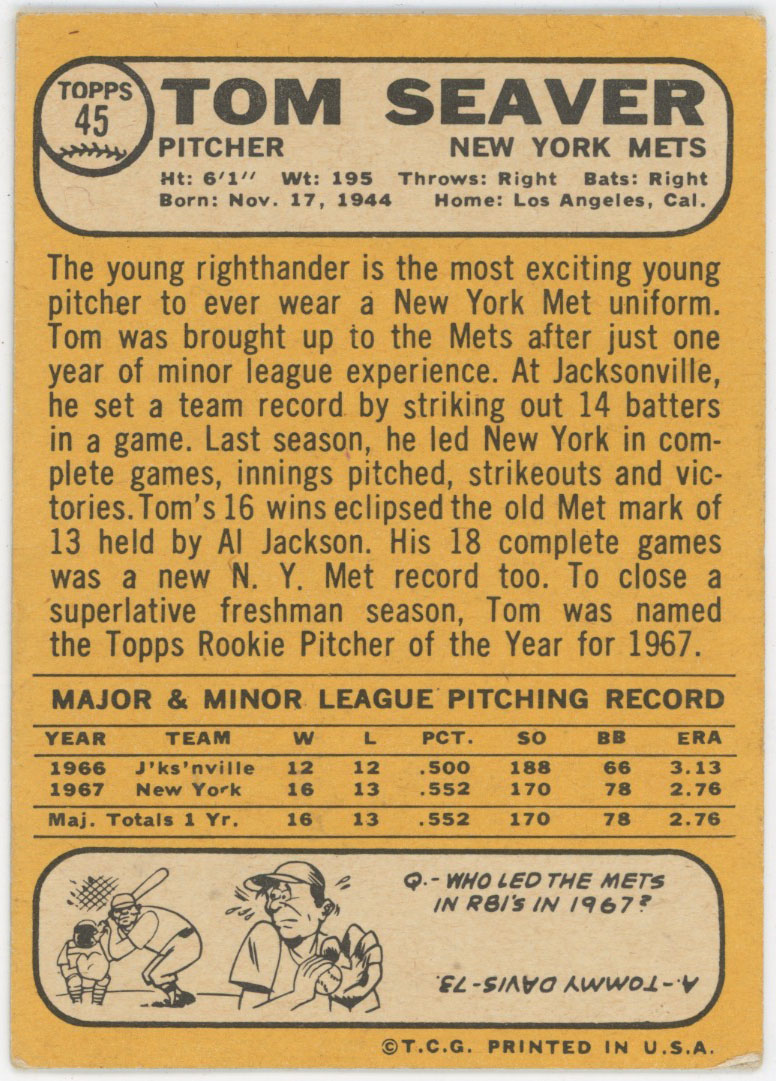 TOPPS
45
TOM SEAVER
PITCHER NEW YORK METS
Ht: 6'1" Wt: 195 Throws: Right Bats: Right
Born: Nov. 17, 1944 Home: Los Angeles, Cal.
The young righthander is the most exciting young
pitcher to ever wear a New York Met uniform.
Tom was brought up to the Mets after just one
year of minor league experience. At Jacksonville,
he set a team record by striking out 14 batters
in a game. Last season, he led New York in com-
plete games, innings pitched, strikeouts and vic-
tories. Tom's 16 wins eclipsed the old Met mark of
13 held by Al Jackson. His 18 complete games
was a new N. Y. Met record too. To close a
superlative freshman season, Tom was named
the Topps Rookie Pitcher of the Year for 1967.
MAJOR & MINOR LEAGUE PITCHING RECORD
YEAR TEAM W L PCT. SO BB ERA
1966 J'ks'nville 12 12 .500 188 66 3.13
1967 New York 16 13 .552 170 78 2.76
Maj. Totals 1 Yr. 16 13 .552 170 78 2.76
Q.- WHO LED THE METS
IN RBI'S IN 1967?
A.- TOMMY DAVIS-73.
©T.C.G. PRINTED IN U.S.A.